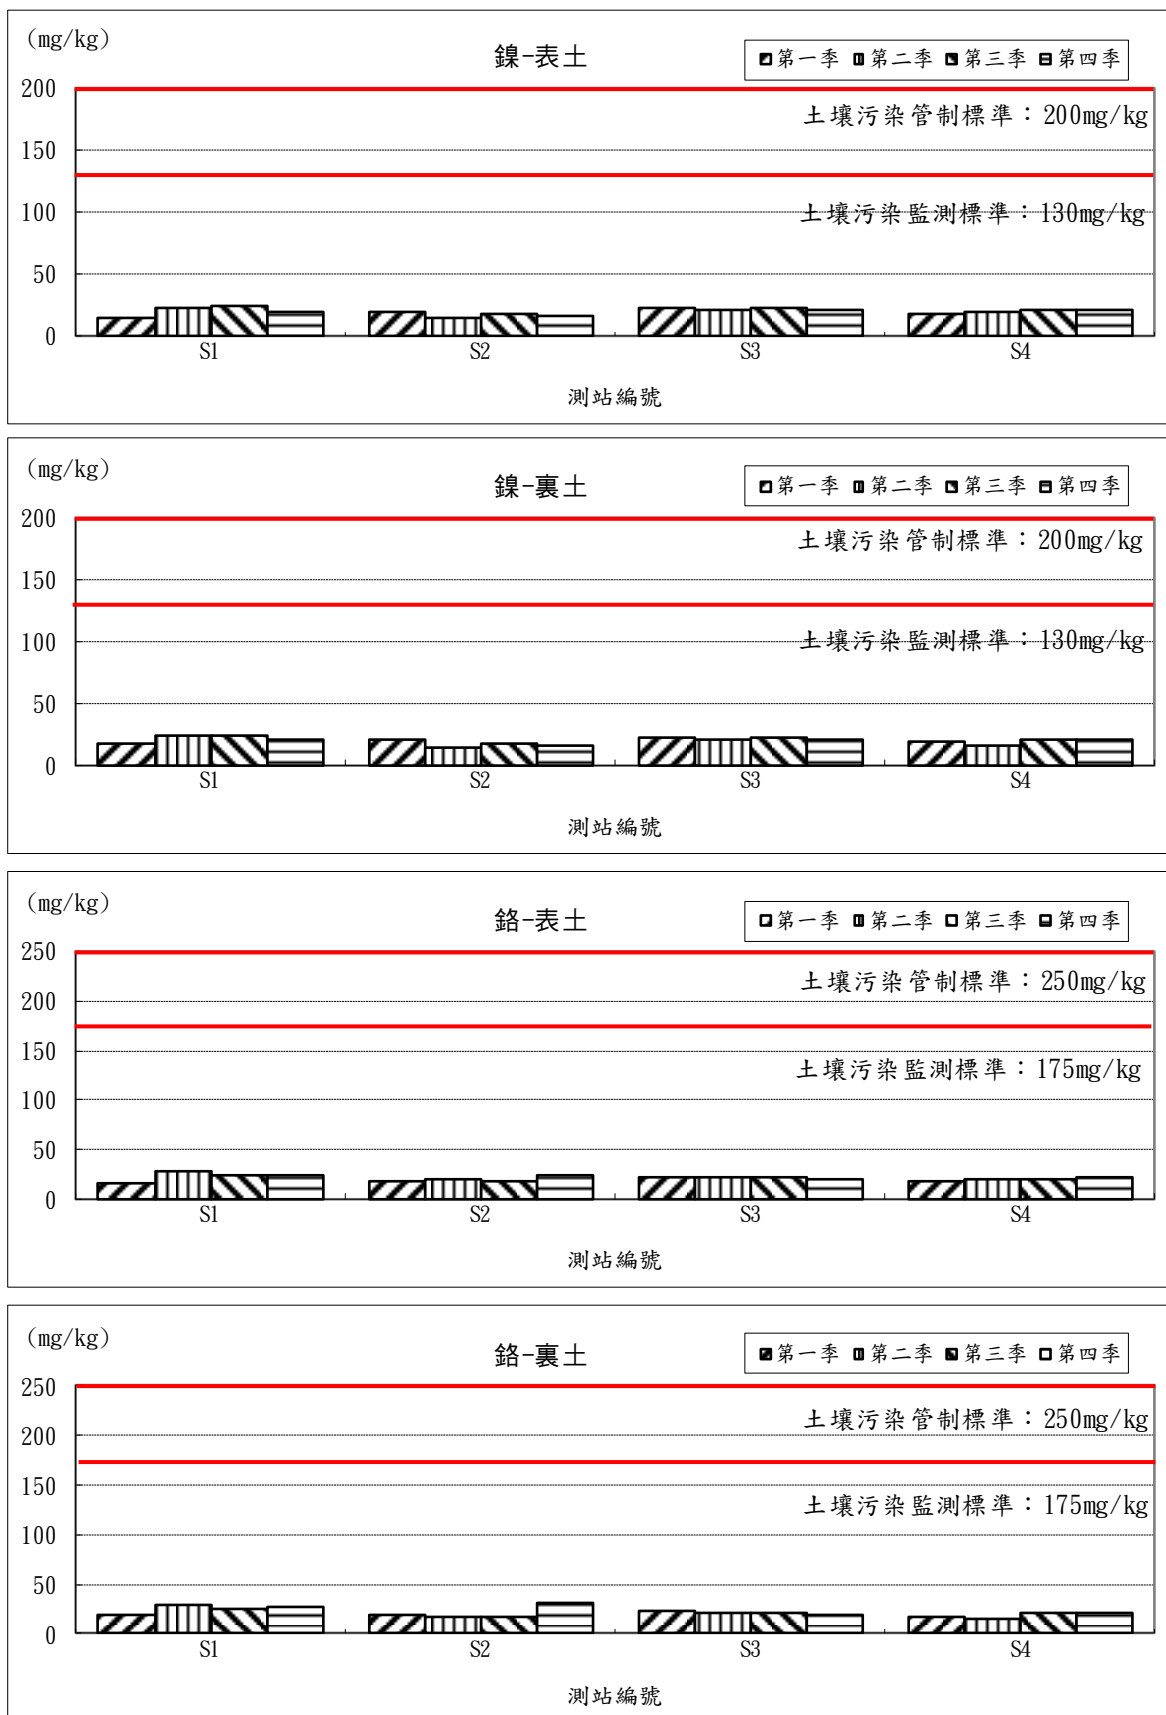 (mg/kg)
鎳-表土
第一季 第二季 第三季 第四季
200
土壤污染管制標準：200mg/kg
150
土壤污染監測標準：130mg/kg
100
50
0
S1 S2 S3 S4
測站編號
(mg/kg)
鎳-裏土
第一季 第二季 第三季 第四季
200
土壤污染管制標準：200mg/kg
150
土壤污染監測標準：130mg/kg
100
50
0
S1 S2 S3 S4
測站編號
(mg/kg)
鉻-表土
第一季 第二季 第三季 第四季
250
土壤污染管制標準：250mg/kg
200
150
土壤污染監測標準：175mg/kg
100
50
0
S1 S2 S3 S4
測站編號
(mg/kg)
鉻-裏土
第一季 第二季 第三季 第四季
250
土壤污染管制標準：250mg/kg
200
150
土壤污染監測標準：175mg/kg
100
50
0
S1 S2 S3 S4
測站編號